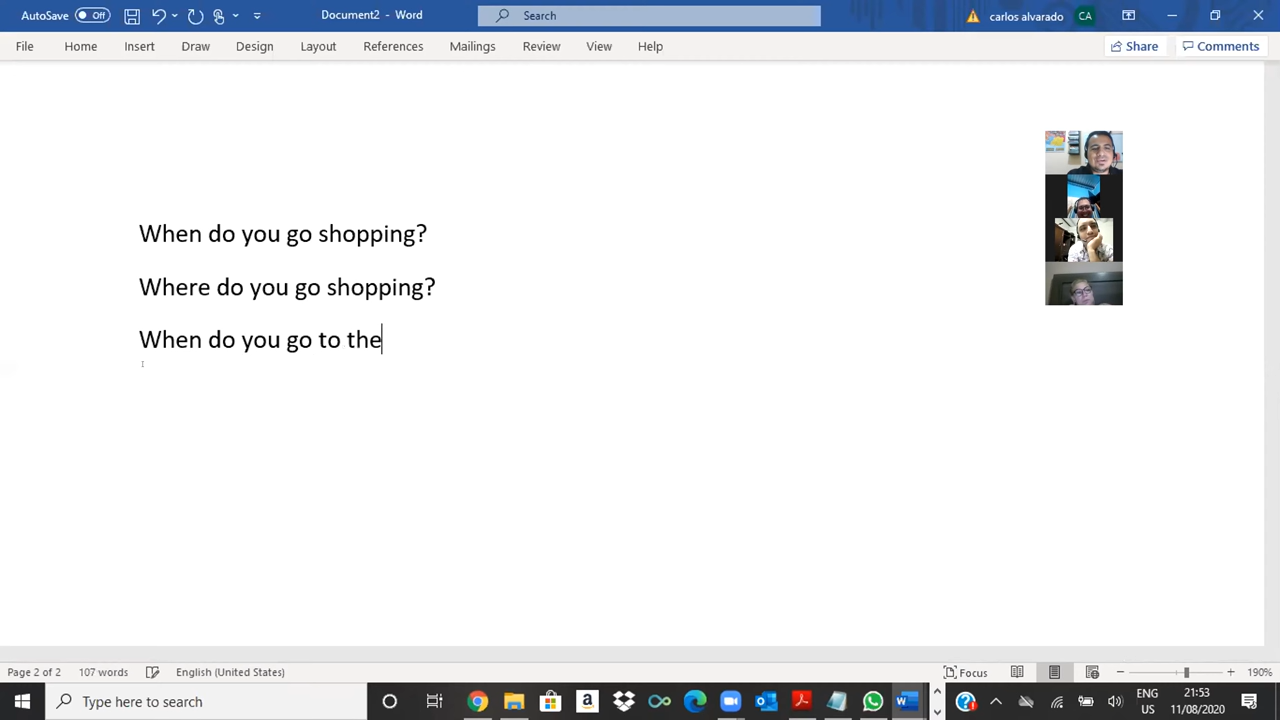 AutoSave Off Document2 - Word Search carlos alvarado CA
File Home Insert Draw Design Layout References Mailings Review View Help Share Comments
When do you go shopping?
Where do you go shopping?
When do you go to the
Page 2 of 2 107 words English (United States) Focus 190%
Type here to search ENG 21:53
US 11/08/2020